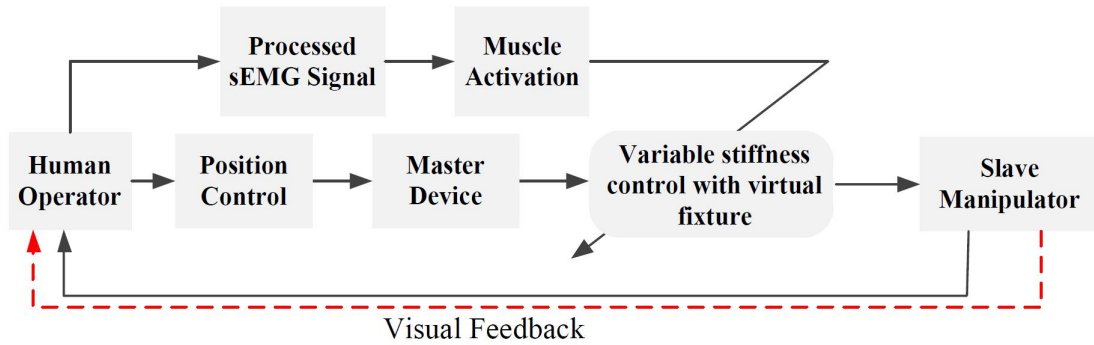 Processed
sEMG Signal
Muscle
Activation
Human
Operator
Position
Control
Master
Device
Variable stiffness
control with virtual
fixture
Slave
Manipulator
Visual Feedback